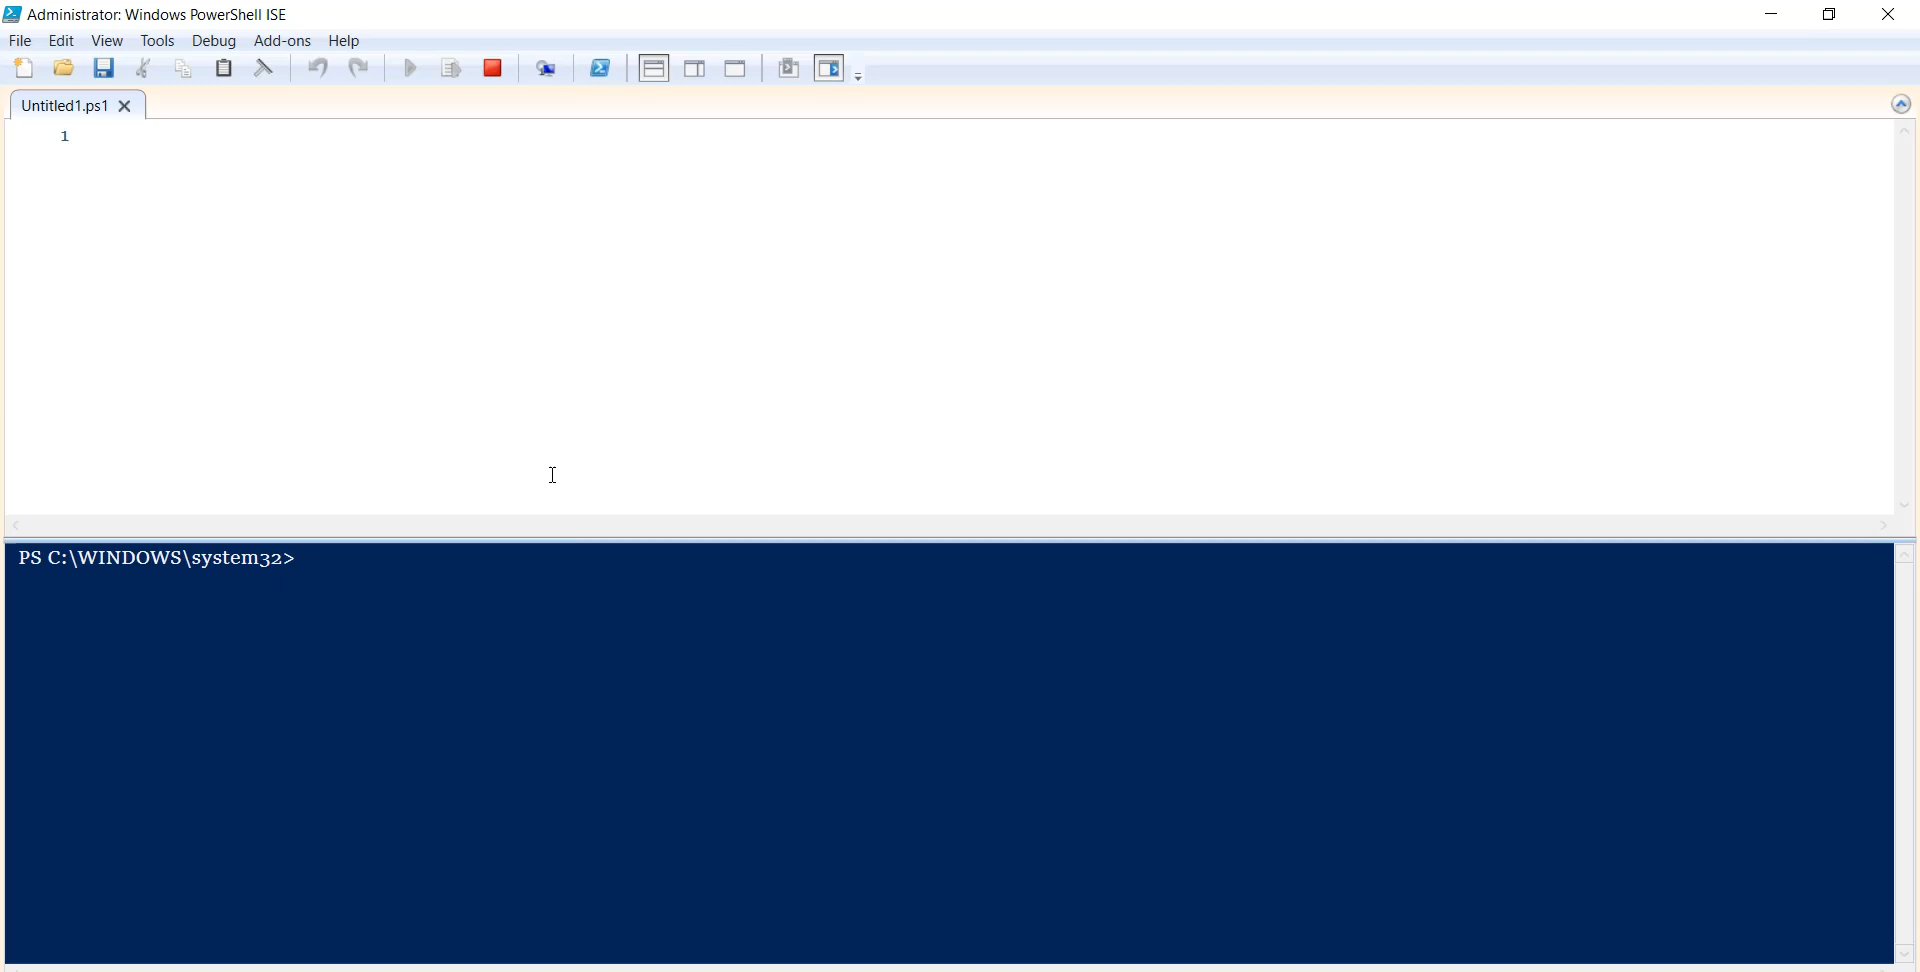 Administrator: Windows PowerShell ISE
File Edit View Tools Debug Add-ons Help
Untitled1.ps1
1
PS C:\WINDOWS\system32>